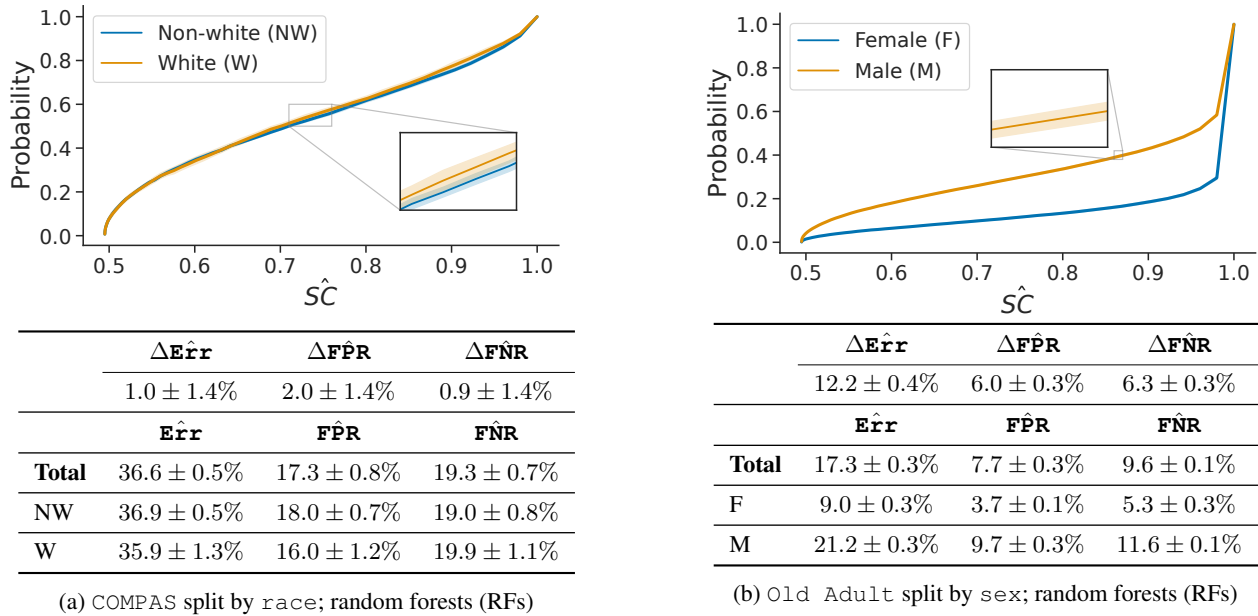 Probability
1.0
0.8
0.6
0.4
0.2
0.0
Non-white (NW)
White (W)
0.5 0.6 0.7 0.8 0.9 1.0
SĈ
ΔEr̂r ΔFP̂R ΔFN̂R
1.0 ± 1.4% 2.0 ± 1.4% 0.9 ± 1.4%
Er̂r FP̂R FN̂R
Total 36.6 ± 0.5% 17.3 ± 0.8% 19.3 ± 0.7%
NW 36.9 ± 0.5% 18.0 ± 0.7% 19.0 ± 0.8%
W 35.9 ± 1.3% 16.0 ± 1.2% 19.9 ± 1.1%
(a) COMPAS split by race; random forests (RFs)
Probability
1.0
0.8
0.6
0.4
0.2
0.0
Female (F)
Male (M)
0.5 0.6 0.7 0.8 0.9 1.0
SĈ
ΔEr̂r ΔFP̂R ΔFN̂R
12.2 ± 0.4% 6.0 ± 0.3% 6.3 ± 0.3%
Er̂r FP̂R FN̂R
Total 17.3 ± 0.3% 7.7 ± 0.3% 9.6 ± 0.1%
F 9.0 ± 0.3% 3.7 ± 0.1% 5.3 ± 0.3%
M 21.2 ± 0.3% 9.7 ± 0.3% 11.6 ± 0.1%
(b) Old Adult split by sex; random forests (RFs)